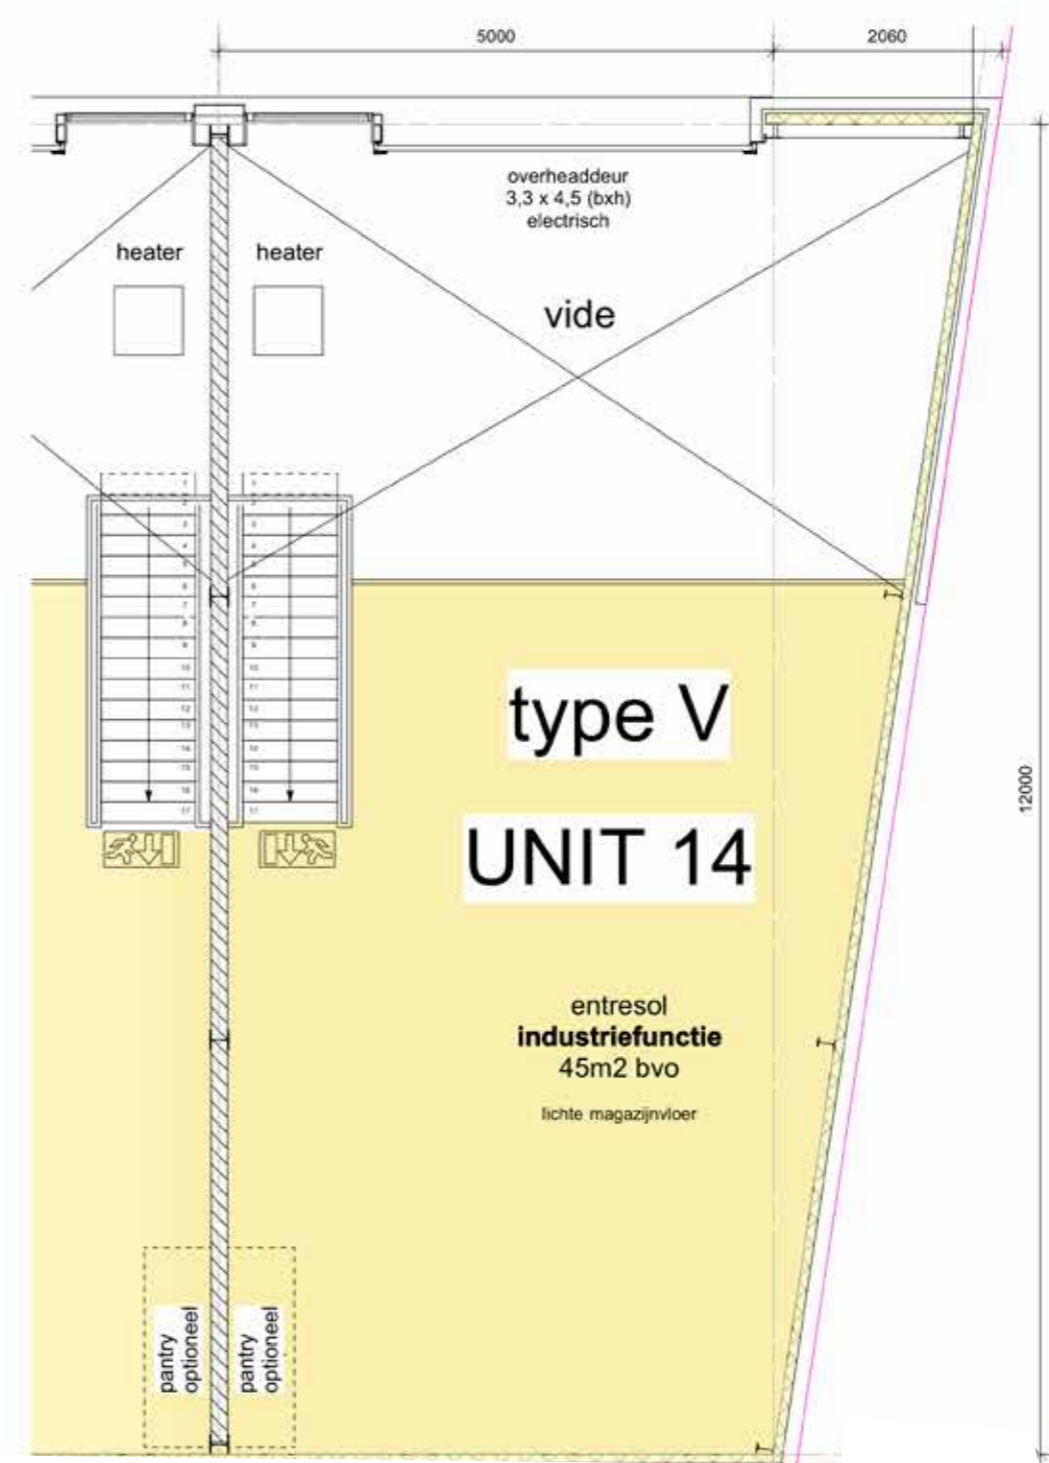 5000
2060
overheaddeur
3,3 x 4,5 (bxh)
electrisch
heater
heater
vide
type V
UNIT 14
12000
entresol
industriefunctie
45m2 bvo
lichte magazijnvloer
pantry
optioneel
pantry
optioneel